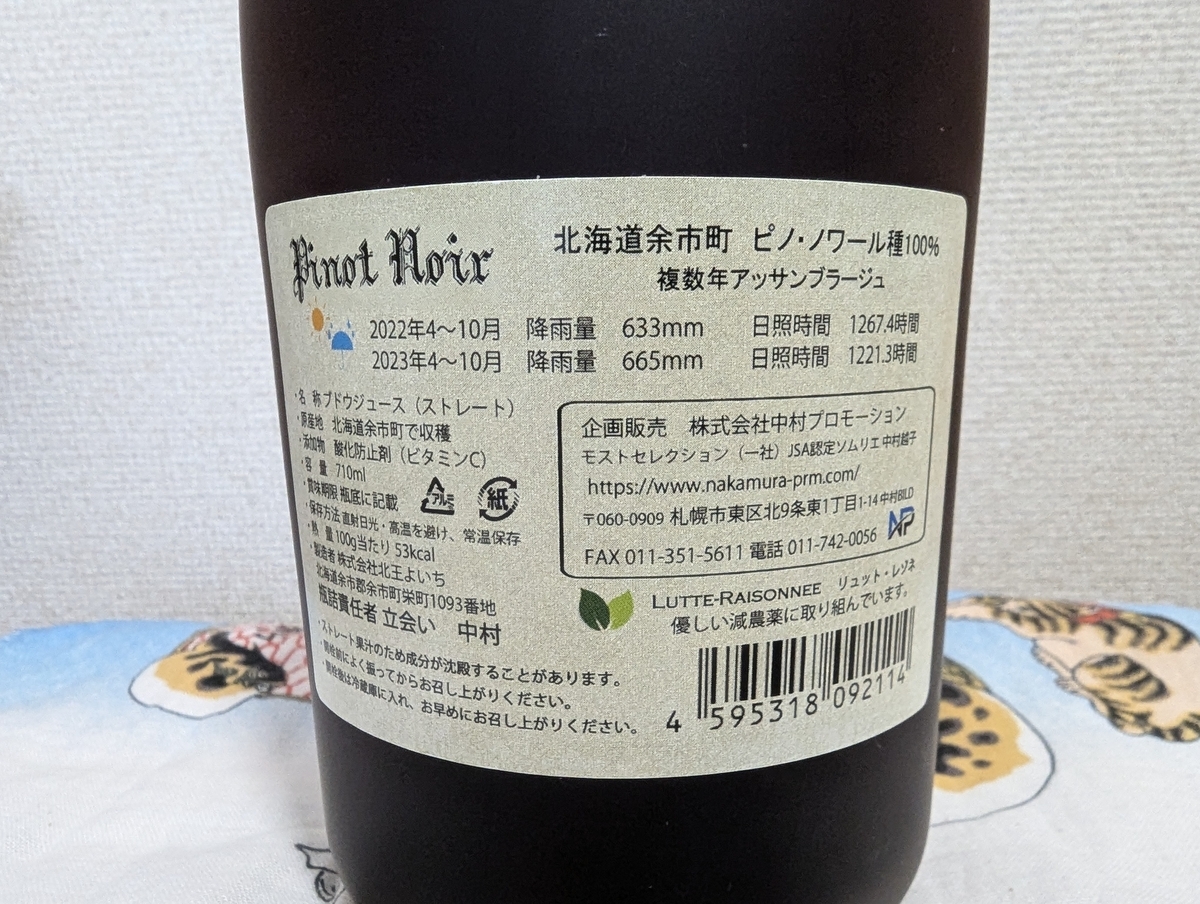 Pinot Noir
北海道余市町 ピノ・ノワール種100%
複数年アッサンブラージュ
2022年4～10月 降雨量 633mm 日照時間 1267.4時間
2023年4～10月 降雨量 665mm 日照時間 1221.3時間
・名 称 ブドウジュース（ストレート）
・原産地 北海道余市町で収穫
・添加物 酸化防止剤（ビタミンC）
・容 量 710ml
・賞味期限 瓶底に記載
アルミ
紙
・保存方法 直射日光・高温を避け、常温保存
・熱 量 100g当たり 53kcal
・製造者 株式会社北王よいち
北海道余市郡余市町栄町1093番地
瓶詰責任者 立会い 中村
・ストレート果汁のため成分が沈殿することがあります。
・開栓前によく振ってからお召し上がりください。
・開栓後は冷蔵庫に入れ、お早めにお召し上がりください。
企画販売 株式会社中村プロモーション
モストセレクション（一社）JSA認定ソムリエ 中村越子
https://www.nakamura-prm.com/
〒060-0909 札幌市東区北9条東1丁目1-14 中村BILD
FAX 011-351-5611 電話 011-742-0056
NP
LUTTE-RAISONNEE リュット・レゾネ
優しい減農薬に取り組んでいます。
4 595318 092114